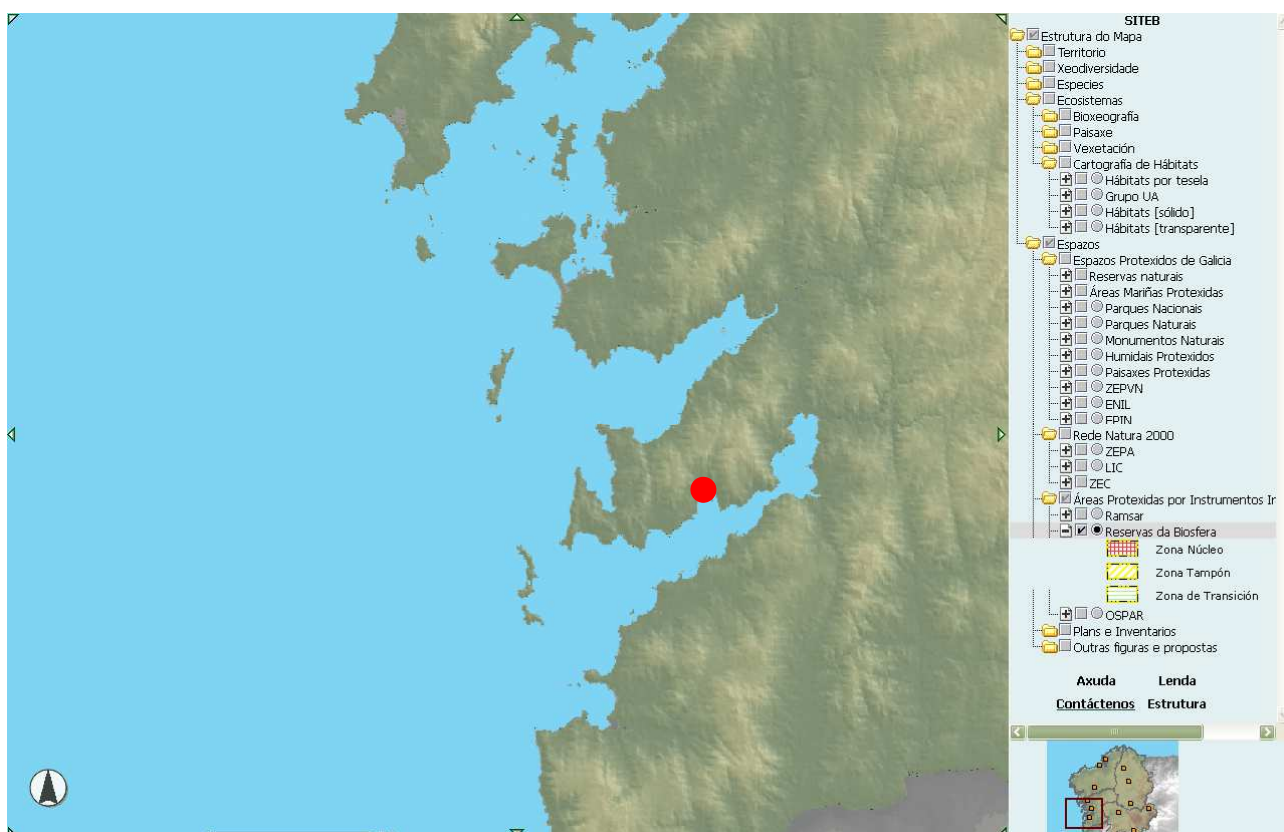 SITEB
Estrutura do Mapa
Territorio
Xeodiversidade
Especies
Ecosistemas
Bioxeografía
Paisaxe
Vexetación
Cartografía de Hábitats
Hábitats por tesela
Grupo UA
Hábitats [sólido]
Hábitats [transparente]
Espazos
Espazos Protexidos de Galicia
Reservas naturais
Áreas Mariñas Protexidas
Parques Nacionais
Parques Naturais
Monumentos Naturais
Humidais Protexidos
Paisaxes Protexidas
ZEPVN
ENIL
EPIN
Rede Natura 2000
ZEPA
LIC
ZEC
Áreas Protexidas por Instrumentos Ir
Ramsar
Reservas da Biosfera
Zona Núcleo
Zona Tampón
Zona de Transición
OSPAR
Plans e Inventarios
Outras figuras e propostas
Axuda Lenda
Contáctenos Estrutura